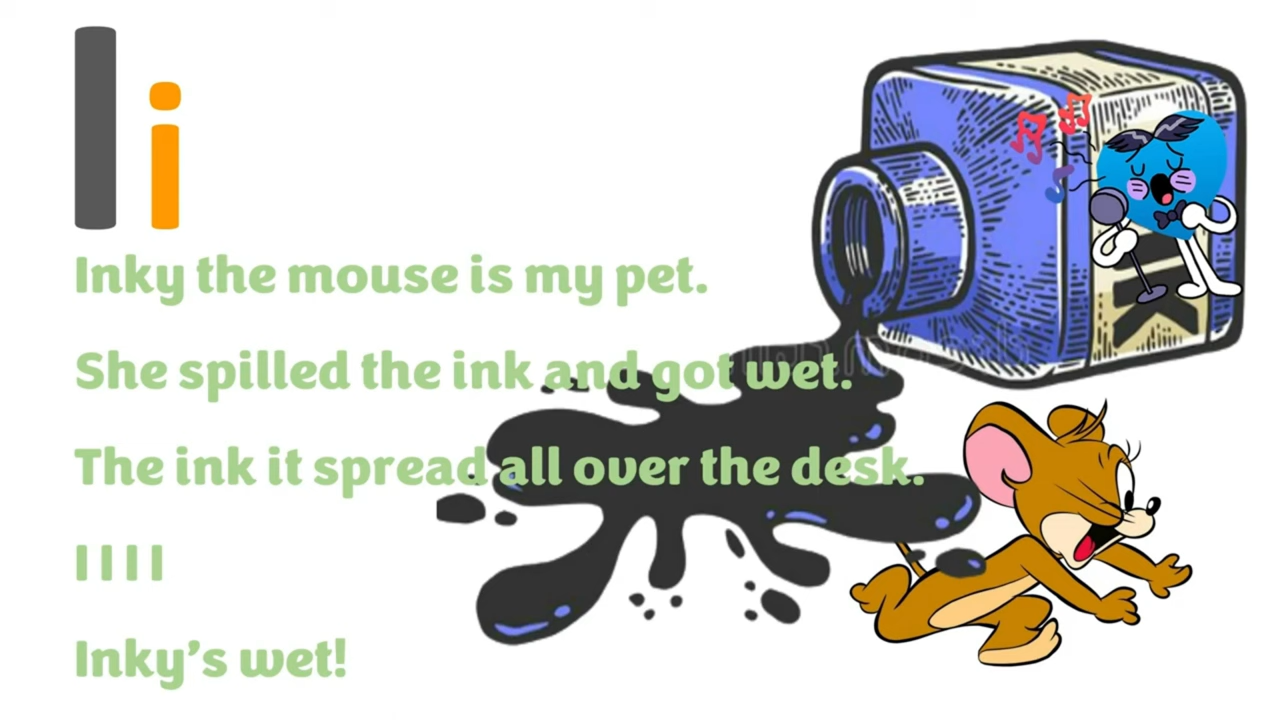 Ii
Inky the mouse is my pet.
She spilled the ink and got wet.
The ink it spread all over the desk.
I I I I
Inky's wet!